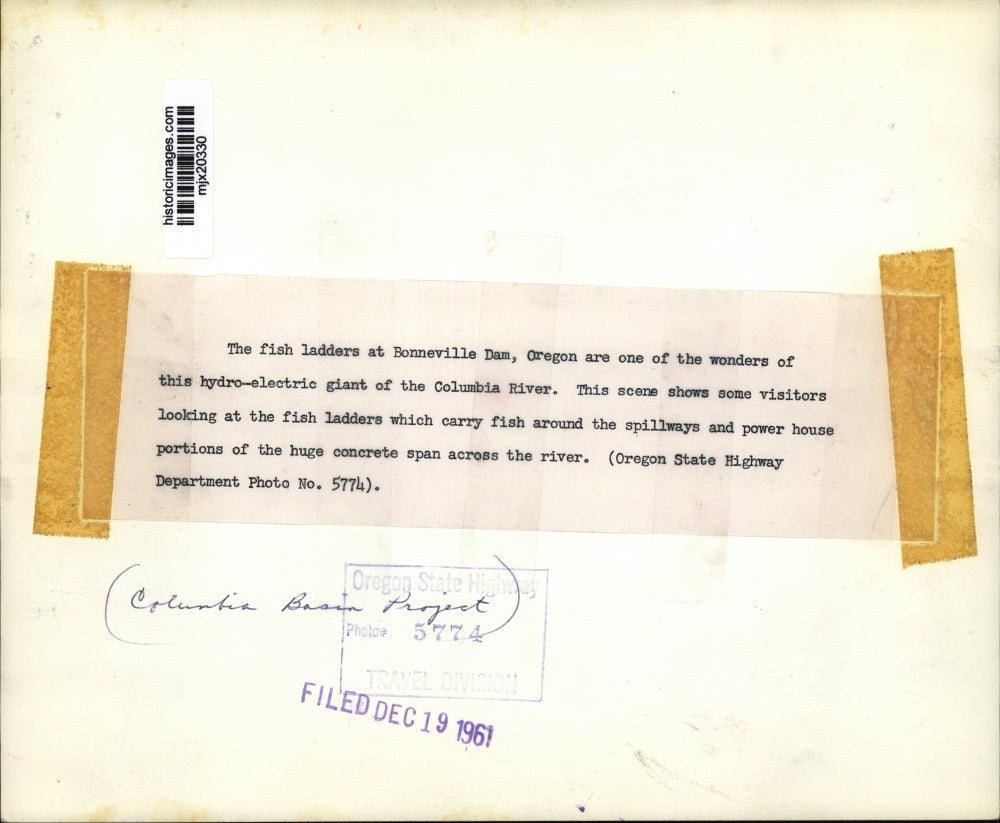 historicimages.com
mjx20330
The fish ladders at Bonneville Dam, Oregon are one of the wonders of
this hydro-electric giant of the Columbia River. This scene shows some visitors
looking at the fish ladders which carry fish around the spillways and power house
portions of the huge concrete span across the river. (Oregon State Highway
Department Photo No. 5774).
(Columbia Basin Project)
Oregon State Highway
Photo# 5774
TRAVEL DIVISION
FILED DEC 19 1961